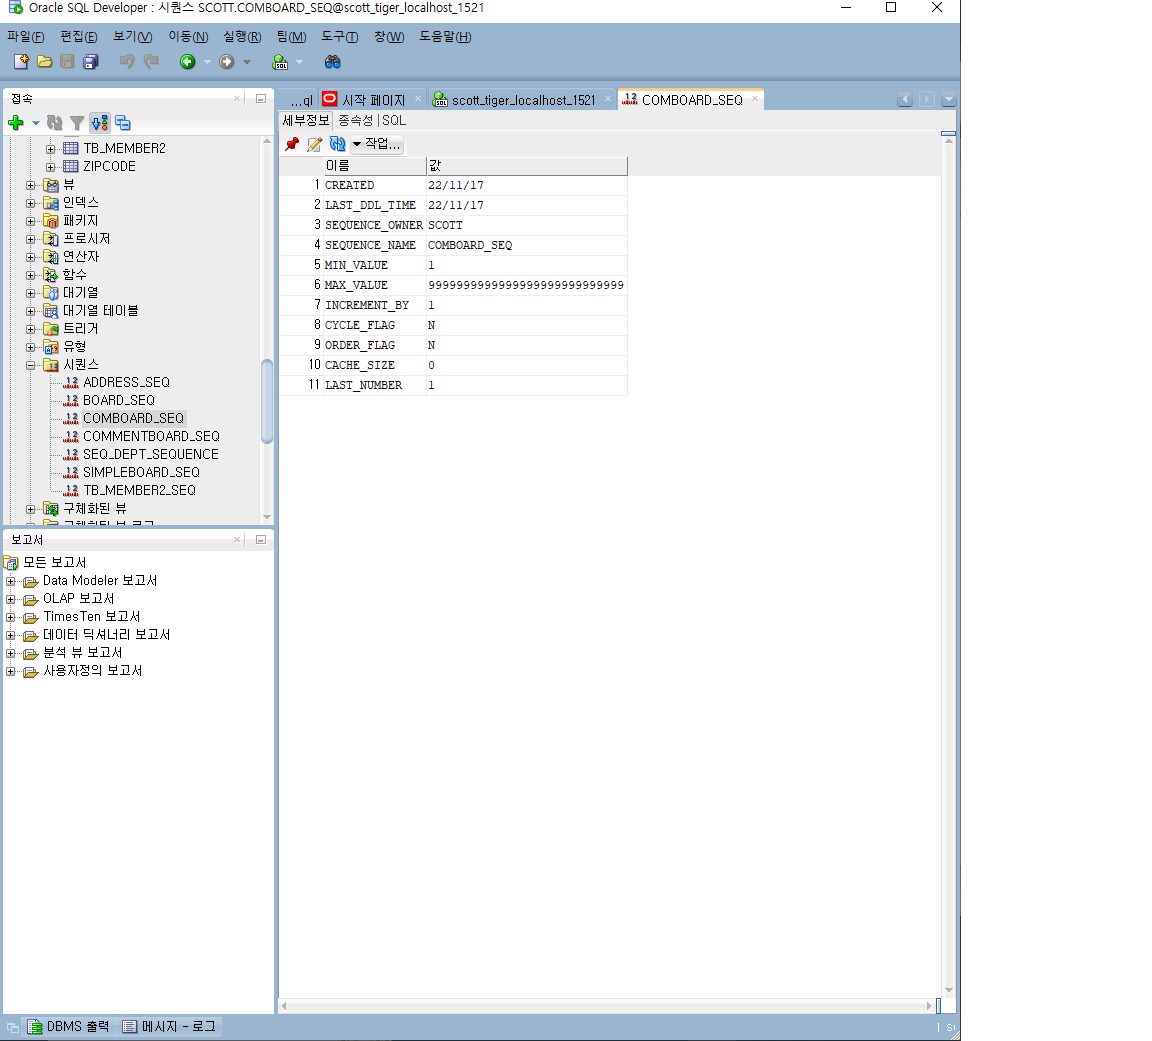 Oracle SQL Developer : 시퀀스 SCOTT.COMBOARD_SEQ@scott_tiger_localhost_1521
파일(F) 편집(E) 보기(V) 이동(N) 실행(R) 팀(M) 도구(T) 창(W) 도움말(H)
접속
TB_MEMBER2
ZIPCODE
뷰
인덱스
패키지
프로시저
연산자
함수
대기열
대기열 테이블
트리거
유형
시퀀스
ADDRESS_SEQ
BOARD_SEQ
COMBOARD_SEQ
COMMENTBOARD_SEQ
SEQ_DEPT_SEQUENCE
SIMPLEBOARD_SEQ
TB_MEMBER2_SEQ
구체화된 뷰
구체화된 뷰 로그
보고서
모든 보고서
Data Modeler 보고서
OLAP 보고서
TimesTen 보고서
데이터 딕셔너리 보고서
분석 뷰 보고서
사용자정의 보고서
...ql 시작 페이지 scott_tiger_localhost_1521 COMBOARD_SEQ
세부정보 종속성 SQL
작업...
이름 값
1 CREATED 22/11/17
2 LAST_DDL_TIME 22/11/17
3 SEQUENCE_OWNER SCOTT
4 SEQUENCE_NAME COMBOARD_SEQ
5 MIN_VALUE 1
6 MAX_VALUE 9999999999999999999999999999
7 INCREMENT_BY 1
8 CYCLE_FLAG N
9 ORDER_FLAG N
10 CACHE_SIZE 0
11 LAST_NUMBER 1
DBMS 출력 메시지 - 로그